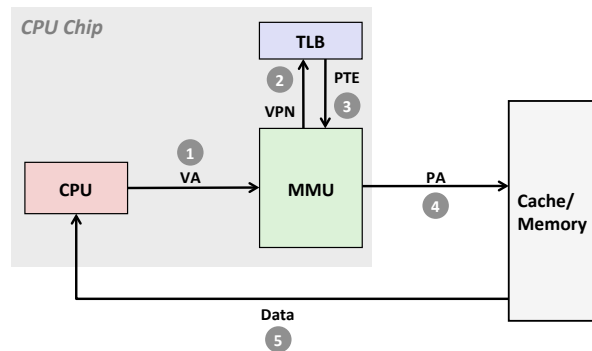 CPU Chip
TLB
2
PTE
VPN
3
1
CPU
VA
MMU
PA
4
Cache/
Memory
Data
5